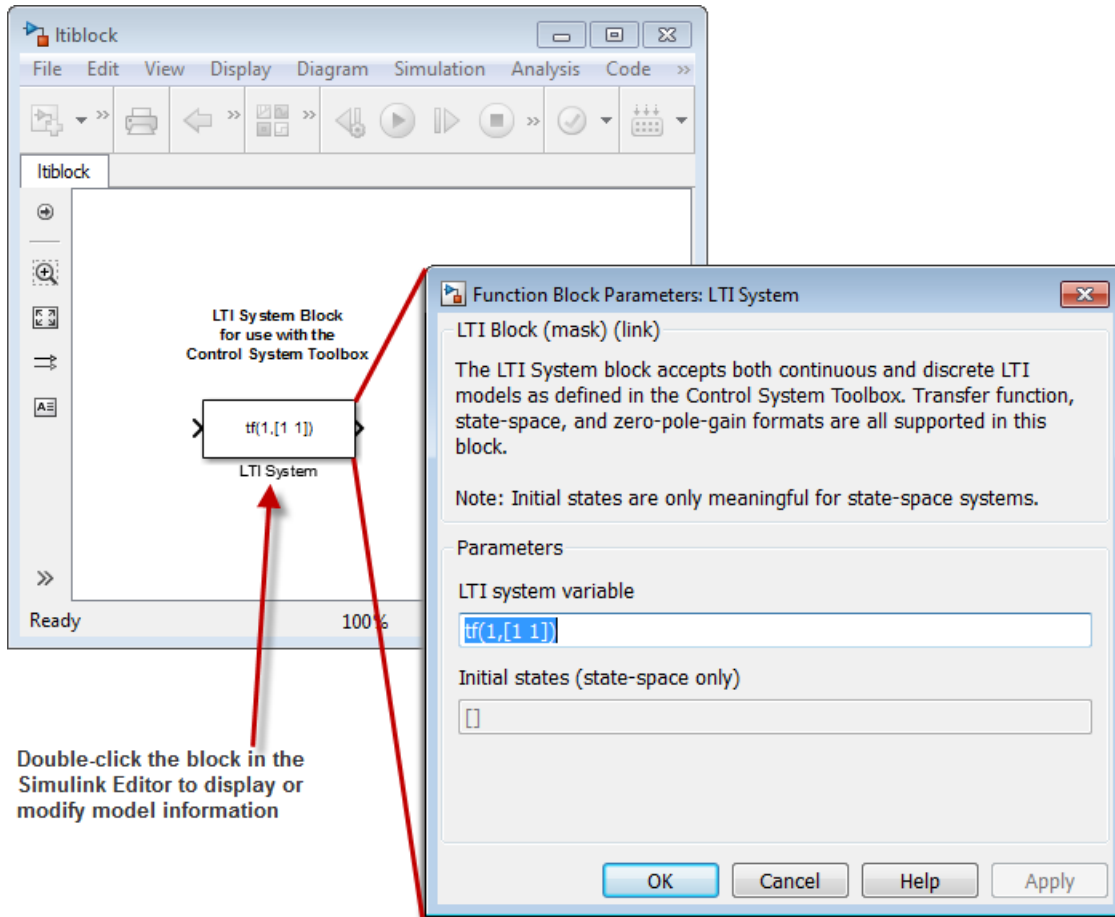 ltiblock
File Edit View Display Diagram Simulation Analysis Code »
» » » »
ltiblock
LTI System Block
for use with the
Control System Toolbox
tf(1,[1 1])
LTI System
»
Ready 100%
Double-click the block in the
Simulink Editor to display or
modify model information
Function Block Parameters: LTI System
LTI Block (mask) (link)
The LTI System block accepts both continuous and discrete LTI
models as defined in the Control System Toolbox. Transfer function,
state-space, and zero-pole-gain formats are all supported in this
block.
Note: Initial states are only meaningful for state-space systems.
Parameters
LTI system variable
tf(1,[1 1])
Initial states (state-space only)
[]
OK Cancel Help Apply